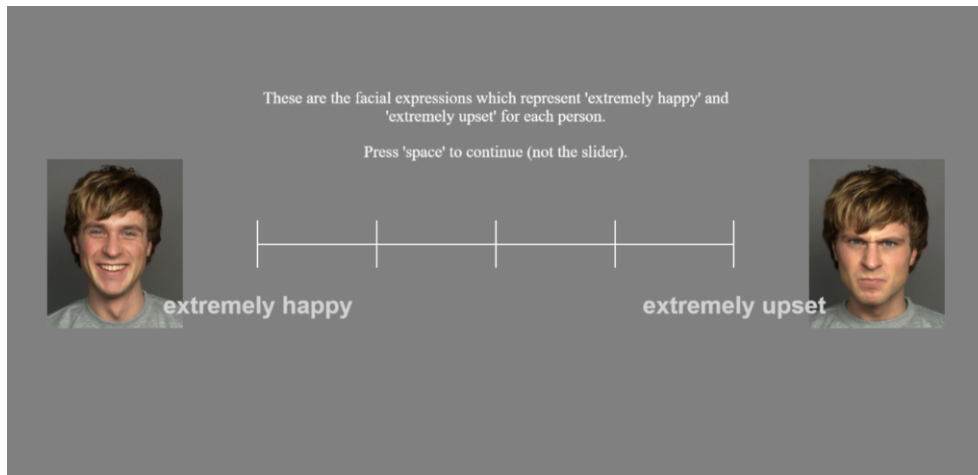 These are the facial expressions which represent 'extremely happy' and
'extremely upset' for each person.
Press 'space' to continue (not the slider).
extremely happy
extremely upset